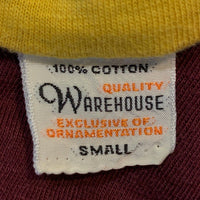 100% COTTON
QUALITY
WAREHOUSE
EXCLUSIVE OF
ORNAMENTATION
SMALL